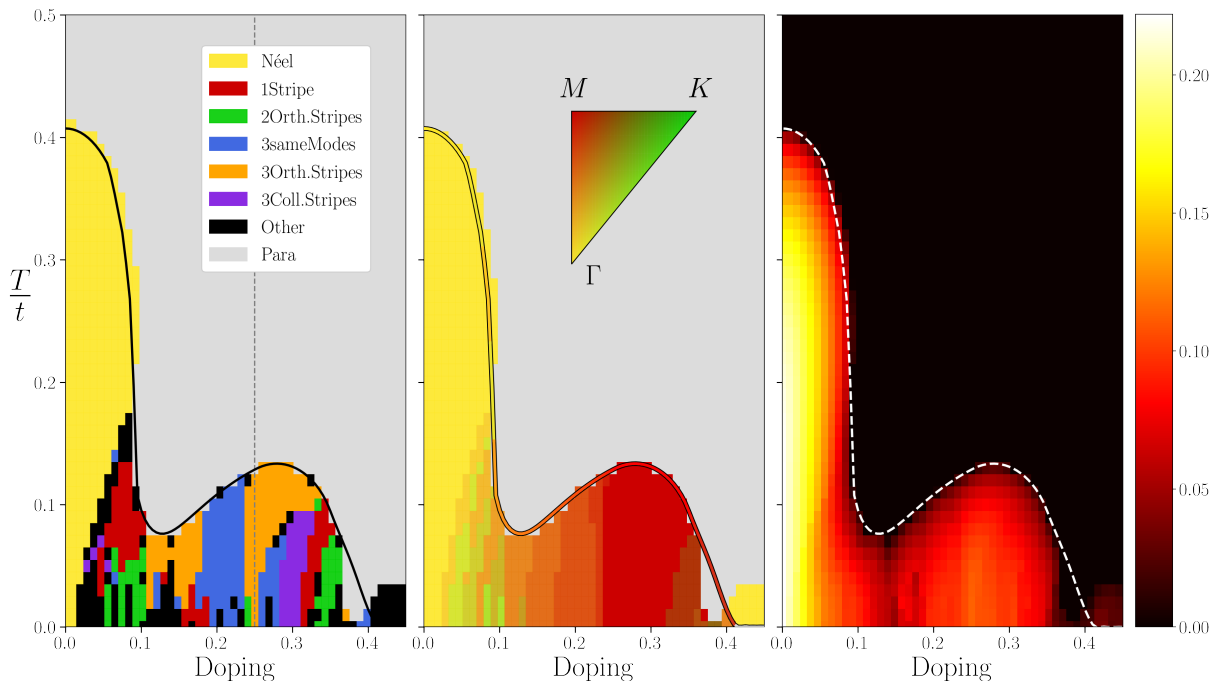 0.5
0.4
0.3
0.2
0.1
0.0
T
t
Néel
1Stripe
2Orth.Stripes
3sameModes
3Orth.Stripes
3Coll.Stripes
Other
Para
0.0 0.1 0.2 0.3 0.4
Doping
M K
Γ
0.0 0.1 0.2 0.3 0.4
Doping
0.0 0.1 0.2 0.3 0.4
Doping
0.20
0.15
0.10
0.05
0.00